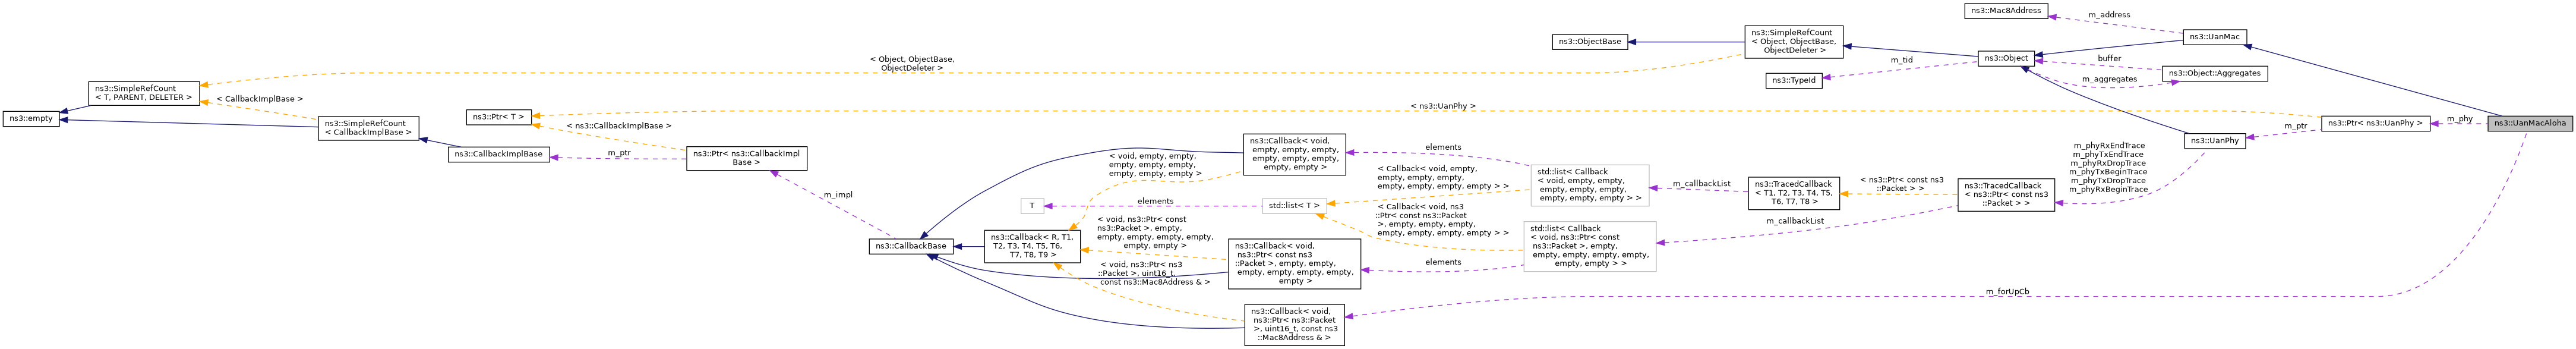 ns3::empty
ns3::SimpleRefCount
< T, PARENT, DELETER >
< CallbackImplBase >
ns3::SimpleRefCount
< CallbackImplBase >
ns3::CallbackImplBase
ns3::Ptr< T >
< ns3::CallbackImplBase >
m_ptr
ns3::Ptr< ns3::CallbackImpl
Base >
m_impl
< Object, ObjectBase,
ObjectDeleter >
ns3::CallbackBase
T
elements
ns3::Callback< R, T1,
T2, T3, T4, T5, T6,
T7, T8, T9 >
< void, empty, empty,
empty, empty, empty,
empty, empty, empty >
< void, ns3::Ptr< const
ns3::Packet >, empty,
empty, empty, empty, empty,
empty, empty >
< void, ns3::Ptr< ns3
::Packet >, uint16_t,
const ns3::Mac8Address & >
ns3::Callback< void,
empty, empty, empty,
empty, empty, empty,
empty, empty >
std::list< T >
ns3::Callback< void,
ns3::Ptr< const ns3
::Packet >, empty, empty,
empty, empty, empty, empty,
empty >
ns3::Callback< void,
ns3::Ptr< ns3::Packet
>, uint16_t, const ns3
::Mac8Address & >
elements
< Callback< void, empty,
empty, empty, empty,
empty, empty, empty, empty > >
< Callback< void, ns3
::Ptr< const ns3::Packet
>, empty, empty, empty,
empty, empty, empty, empty > >
elements
std::list< Callback
< void, empty, empty,
empty, empty, empty,
empty, empty, empty > >
std::list< Callback
< void, ns3::Ptr< const
ns3::Packet >, empty,
empty, empty, empty, empty,
empty, empty > >
m_callbackList
m_callbackList
ns3::ObjectBase
ns3::SimpleRefCount
< Object, ObjectBase,
ObjectDeleter >
ns3::TypeId
m_tid
< ns3::UanPhy >
ns3::TracedCallback
< T1, T2, T3, T4, T5,
T6, T7, T8 >
< ns3::Ptr< const ns3
::Packet > >
ns3::TracedCallback
< ns3::Ptr< const ns3
::Packet > >
ns3::Mac8Address
m_address
ns3::Object
buffer
m_aggregates
ns3::UanMac
ns3::Object::Aggregates
ns3::UanPhy
m_phyRxEndTrace
m_phyTxEndTrace
m_phyRxDropTrace
m_phyTxBeginTrace
m_phyTxDropTrace
m_phyRxBeginTrace
m_ptr
ns3::Ptr< ns3::UanPhy >
m_phy
ns3::UanMacAloha
m_forUpCb